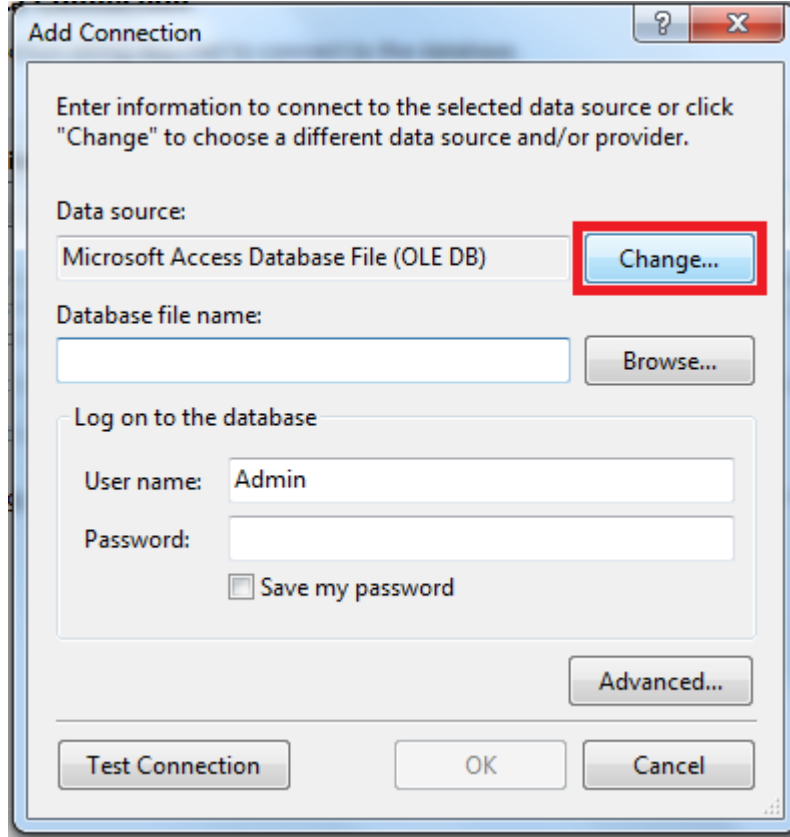 Add Connection
Enter information to connect to the selected data source or click
"Change" to choose a different data source and/or provider.
Data source:
Microsoft Access Database File (OLE DB)
Change...
Database file name:
Browse...
Log on to the database
User name:
Admin
Password:
Save my password
Advanced...
Test Connection
OK
Cancel